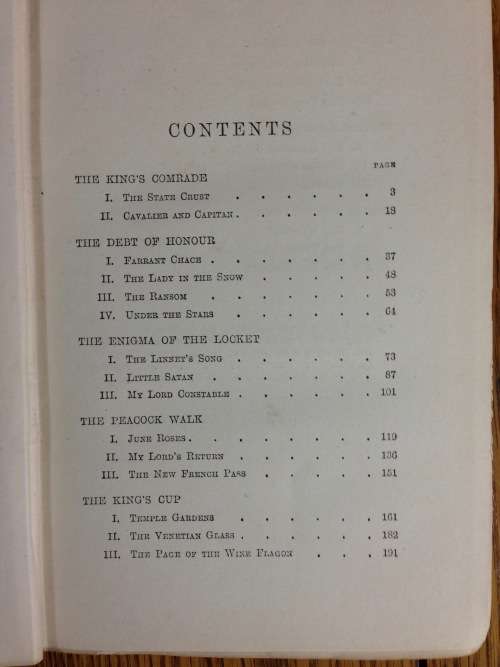 CONTENTS
PAGE
THE KING'S COMRADE
I. The State Crust . . . . . . 3
II. Cavalier and Capitan . . . . . . 18
THE DEBT OF HONOUR
I. Farrant Chace . . . . . . . 37
II. The Lady in the Snow . . . . . . 48
III. The Ransom . . . . . . . 53
IV. Under the Stars . . . . . . 64
THE ENIGMA OF THE LOCKET
I. The Linnet's Song . . . . . . 73
II. Little Satan . . . . . . . 87
III. My Lord Constable . . . . . . 101
THE PEACOCK WALK
I. June Roses . . . . . . . . 119
II. My Lord's Return . . . . . . 136
III. The New French Pass . . . . . 151
THE KING'S CUP
I. Temple Gardens . . . . . . 161
II. The Venetian Glass . . . . . . 182
III. The Page of the Wine Flagon . . . 191